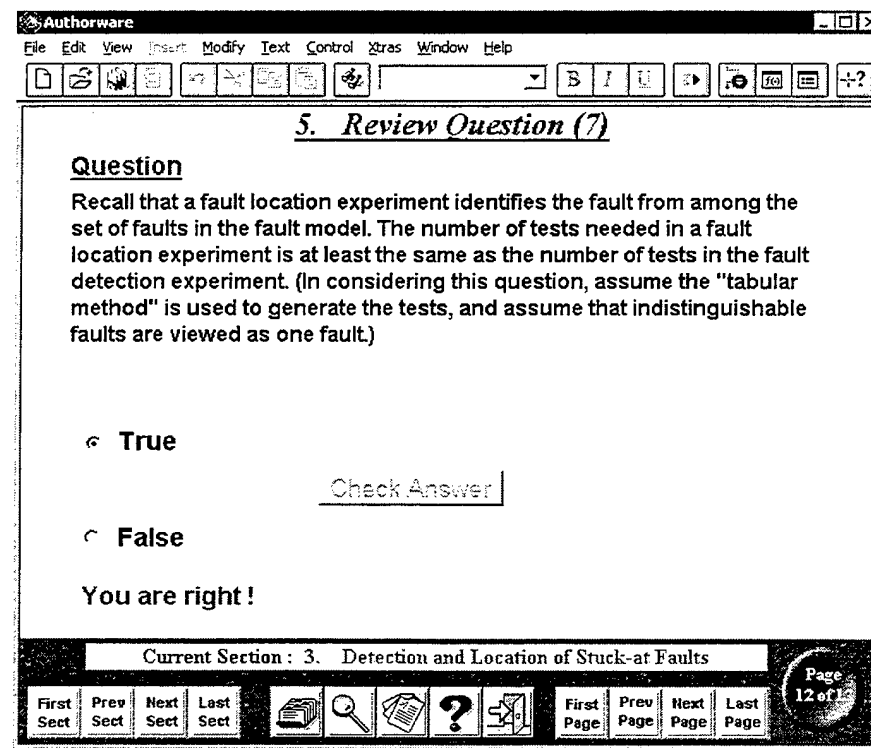 Authorware
File Edit View Insert Modify Text Control Xtras Window Help
B I U
5. Review Question (7)
Question
Recall that a fault location experiment identifies the fault from among the
set of faults in the fault model. The number of tests needed in a fault
location experiment is at least the same as the number of tests in the fault
detection experiment. (In considering this question, assume the "tabular
method" is used to generate the tests, and assume that indistinguishable
faults are viewed as one fault.)
True
Check Answer
False
You are right !
Current Section : 3. Detection and Location of Stuck-at Faults
Page
12 of
First Prev Next Last
Sect Sect Sect Sect
First Prev Next Last
Page Page Page Page